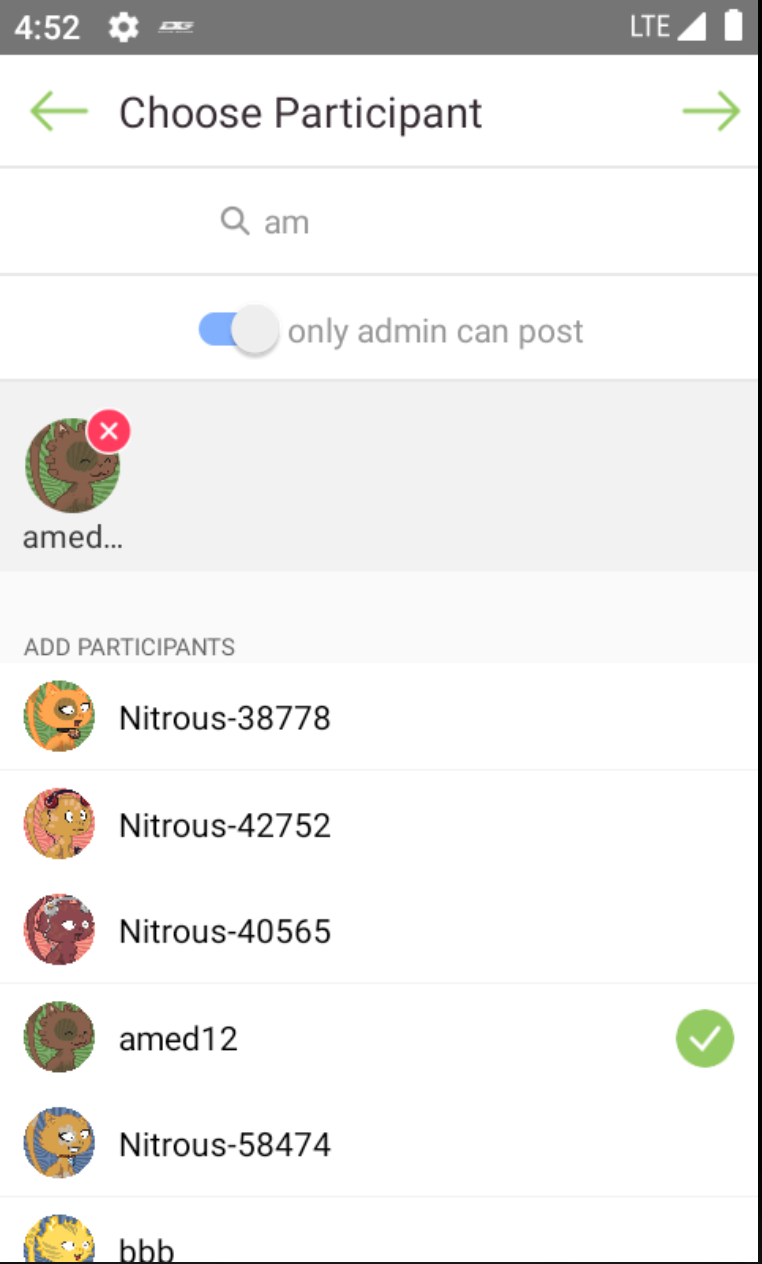 4:52 LTE
Choose Participant
am
only admin can post
amed...
ADD PARTICIPANTS
Nitrous-38778
Nitrous-42752
Nitrous-40565
amed12
Nitrous-58474
bbb